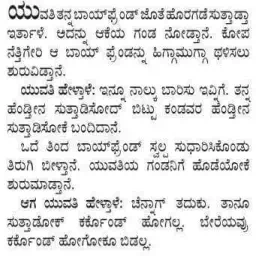 ಯುವತಿ ತನ್ನ ಬಾಯ್‌ಫ್ರೆಂಡ್ ಜೊತೆ ಹೊರಗಡೆ ಸುತ್ತಾಡ್ತಾ
ಇರ್ತಾಳೆ. ಅದನ್ನು ಆಕೆಯ ಗಂಡ ನೋಡ್ತಾನೆ. ಕೋಪ
ನೆತ್ತಿಗೇರಿ ಆ ಬಾಯ್ ಫ್ರೆಂಡನ್ನು ಹಿಗ್ಗಾಮುಗ್ಗಾ ಥಳಿಸಲು
ಶುರುವಿಡ್ತಾನೆ.
ಯುವತಿ ಹೇಳ್ತಾಳೆ: ಇನ್ನೂ ನಾಲ್ಕು ಬಾರಿಸು ಇವ್ನಿಗೆ. ತನ್ನ
ಹೆಂಡ್ತೀನ ಸುತ್ತಾಡಿಸೋದ್ ಬಿಟ್ಟು ಕಂಡವರ ಹೆಂಡ್ತೀನ
ಸುತ್ತಾಡಿಸೋಕೆ ಬಂದಿದಾನೆ.
ಒದೆ ತಿಂದ ಬಾಯ್‌ಫ್ರೆಂಡ್ ಸ್ವಲ್ಪ ಸುಧಾರಿಸಿಕೊಂಡು
ತಿರುಗಿ ಬೀಳ್ತಾನೆ. ಯುವತಿಯ ಗಂಡನಿಗೆ ಹೊಡೆಯೋಕೆ
ಶುರುಮಾಡ್ತಾನೆ.
ಆಗ ಯುವತಿ ಹೇಳ್ತಾಳೆ: ಚೆನ್ನಾಗ್ ತದುಕು. ತಾನೂ
ಸುತ್ತಾಡೋಕ್ ಕರ್ಕೊಂಡ್ ಹೋಗಲ್ಲ. ಬೇರೆಯವ್ರು
ಕರ್ಕೊಂಡ್ ಹೋಗೋಕೂ ಬಿಡಲ್ಲ.